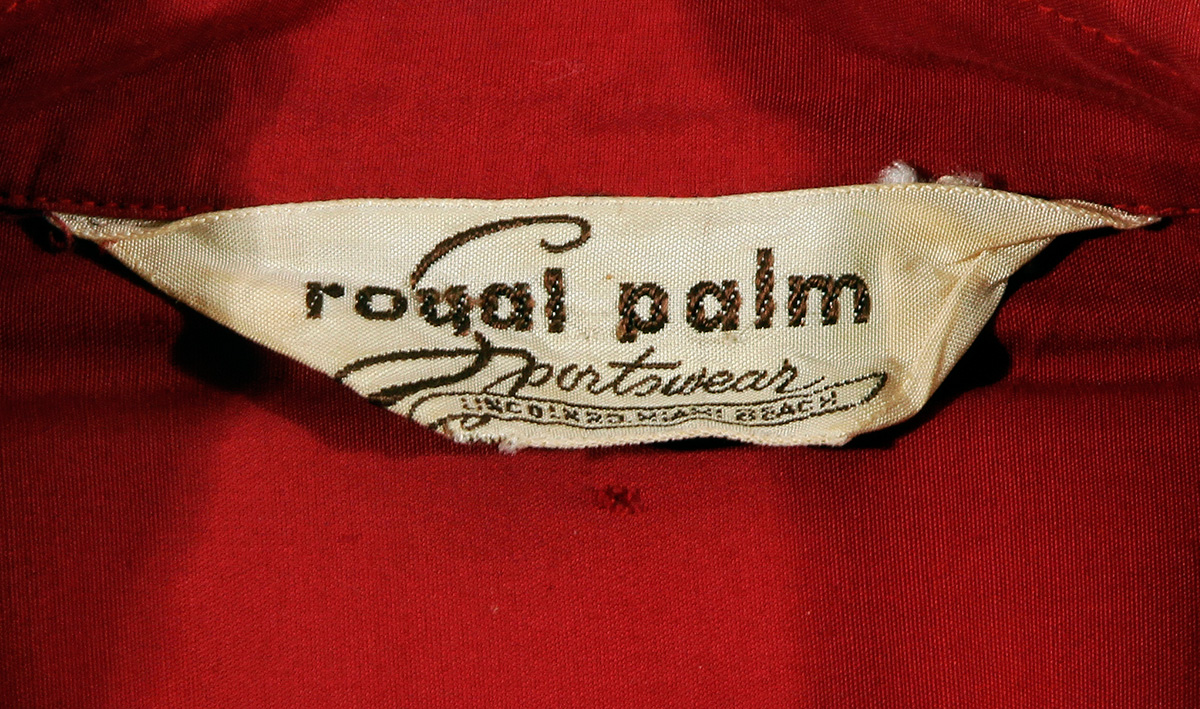 royal palm
Sportswear
LINCOLN RD. MIAMI BEACH